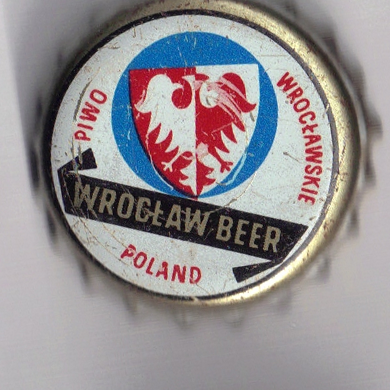 PIWO WROCŁAWSKIE
WROCŁAW BEER
POLAND